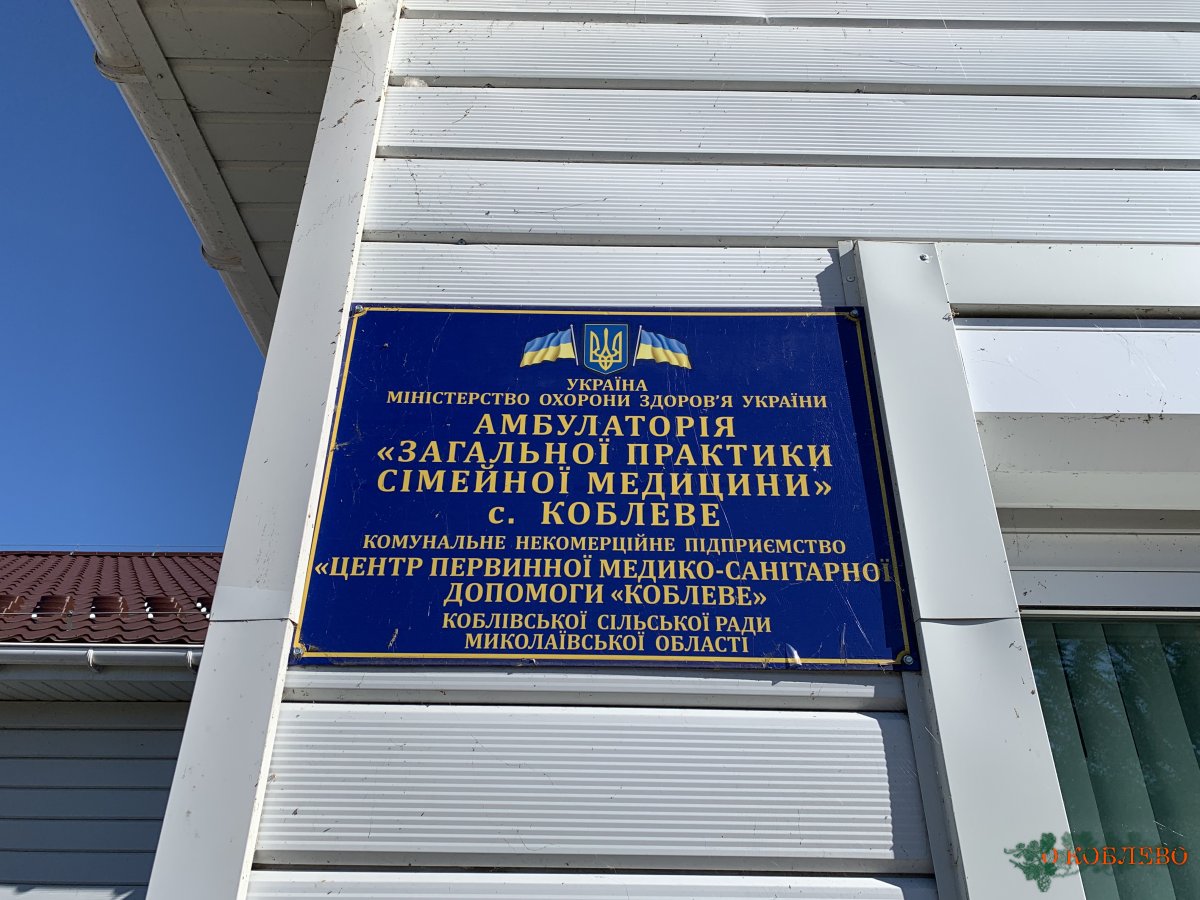 УКРАЇНА
МІНІСТЕРСТВО ОХОРОНИ ЗДОРОВ'Я УКРАЇНИ
АМБУЛАТОРІЯ
«ЗАГАЛЬНОЇ ПРАКТИКИ
СІМЕЙНОЇ МЕДИЦИНИ»
с. КОБЛЕВЕ
КОМУНАЛЬНЕ НЕКОМЕРЦІЙНЕ ПІДПРИЄМСТВО
«ЦЕНТР ПЕРВИННОЇ МЕДИКО-САНІТАРНОЇ
ДОПОМОГИ «КОБЛЕВЕ»
КОБЛІВСЬКОЇ СІЛЬСЬКОЇ РАДИ
МИКОЛАЇВСЬКОЇ ОБЛАСТІ
О КОБЛЕВО